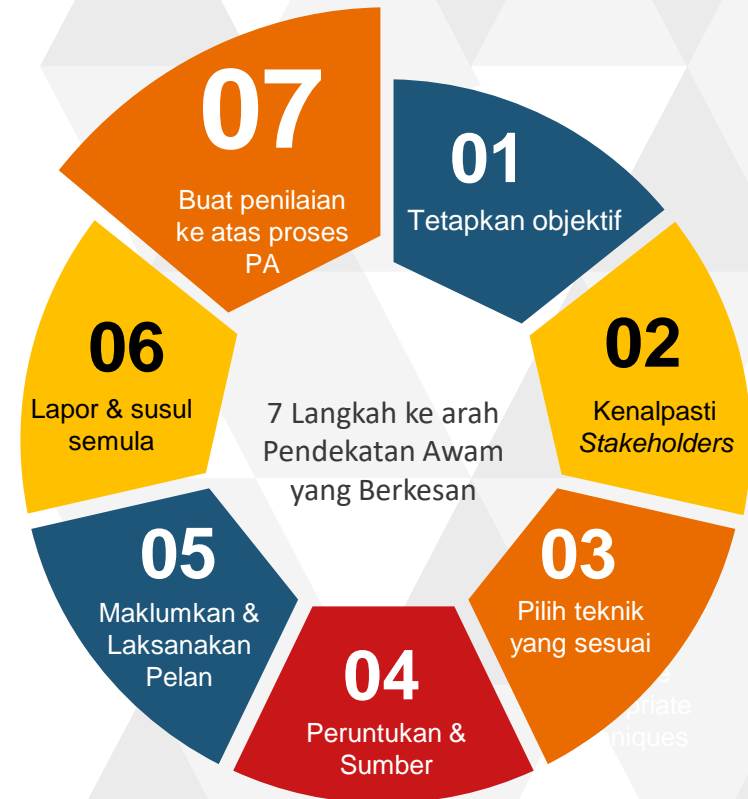 7 Langkah ke arah
Pendekatan Awam
yang Berkesan
01
Tetapkan objektif
02
Kenalpasti
Stakeholders
03
Pilih teknik
yang sesuai
04
Peruntukan &
Sumber
05
Maklumkan &
Laksanakan
Pelan
06
Lapor & susul
semula
07
Buat penilaian
ke atas proses
PA